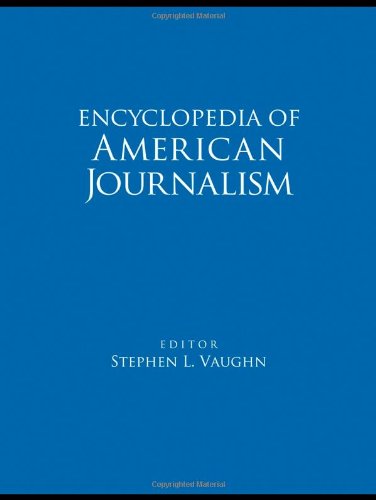 Copyrighted Material
ENCYCLOPEDIA OF
AMERICAN
JOURNALISM
EDITOR
STEPHEN L. VAUGHN
Copyrighted Material